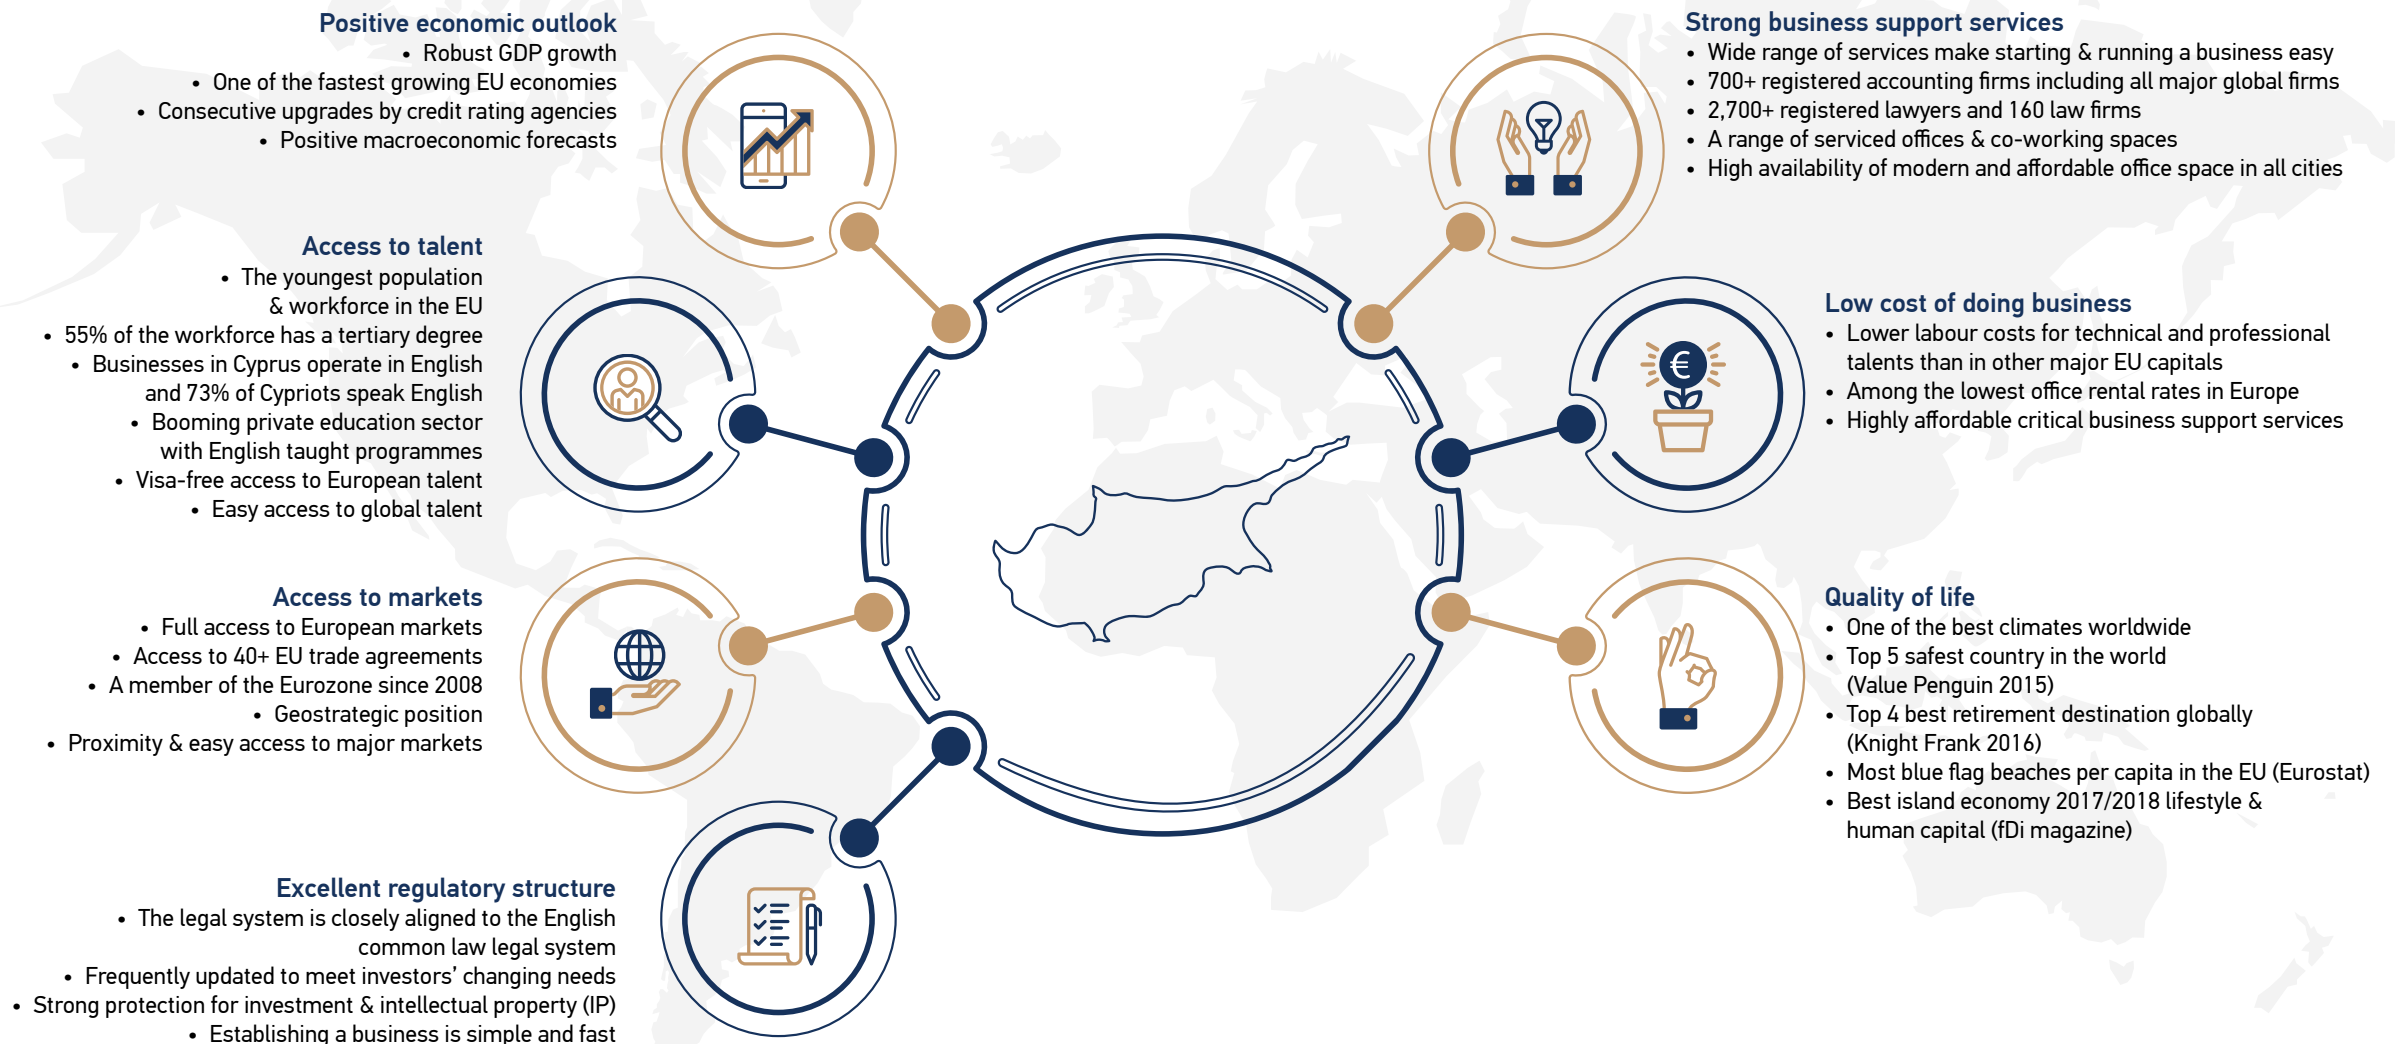 Positive economic outlook
• Robust GDP growth
• One of the fastest growing EU economies
• Consecutive upgrades by credit rating agencies
• Positive macroeconomic forecasts
Access to talent
• The youngest population
& workforce in the EU
• 55% of the workforce has a tertiary degree
• Businesses in Cyprus operate in English
and 73% of Cypriots speak English
• Booming private education sector
with English taught programmes
• Visa-free access to European talent
• Easy access to global talent
Access to markets
• Full access to European markets
• Access to 40+ EU trade agreements
• A member of the Eurozone since 2008
• Geostrategic position
• Proximity & easy access to major markets
Excellent regulatory structure
• The legal system is closely aligned to the English
common law legal system
• Frequently updated to meet investors’ changing needs
• Strong protection for investment & intellectual property (IP)
• Establishing a business is simple and fast
Strong business support services
• Wide range of services make starting & running a business easy
• 700+ registered accounting firms including all major global firms
• 2,700+ registered lawyers and 160 law firms
• A range of serviced offices & co-working spaces
• High availability of modern and affordable office space in all cities
Low cost of doing business
• Lower labour costs for technical and professional
talents than in other major EU capitals
• Among the lowest office rental rates in Europe
• Highly affordable critical business support services
€
Quality of life
• One of the best climates worldwide
• Top 5 safest country in the world
(Value Penguin 2015)
• Top 4 best retirement destination globally
(Knight Frank 2016)
• Most blue flag beaches per capita in the EU (Eurostat)
• Best island economy 2017/2018 lifestyle &
human capital (fDi magazine)